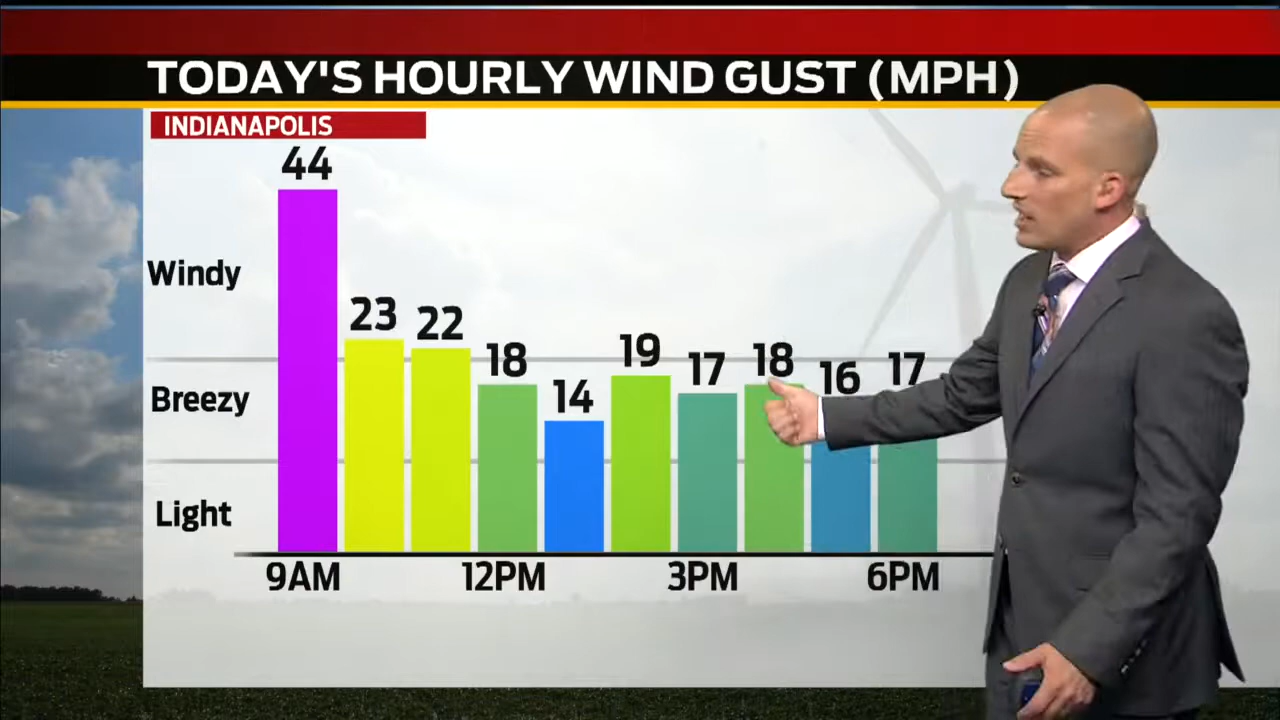 TODAY'S HOURLY WIND GUST (MPH)
INDIANAPOLIS
44
23
22
18
14
19
17
18
16
17
Windy
Breezy
Light
9AM 12PM 3PM 6PM